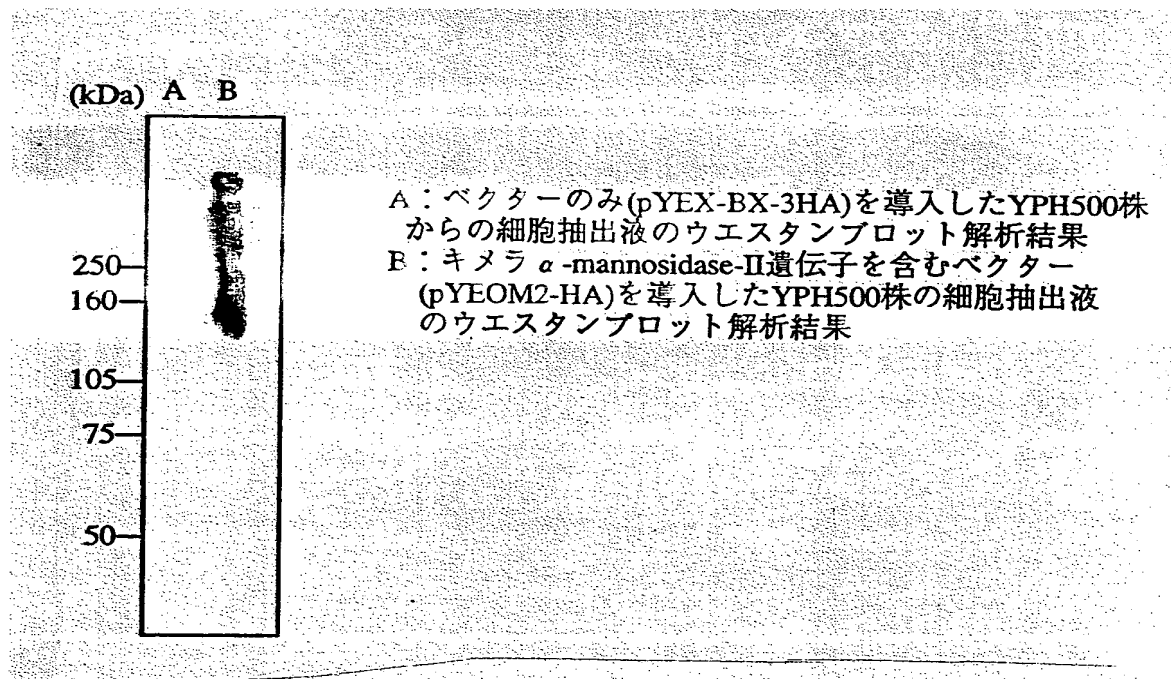 (kDa) A B
250
160
105
75
50
A：ベクターのみ(pYEX-BX-3HA)を導入したYPH500株
からの細胞抽出液のウエスタンブロット解析結果
B：キメラα-mannosidase-II遺伝子を含むベクター
(pYEOM2-HA)を導入したYPH500株の細胞抽出液
のウエスタンブロット解析結果